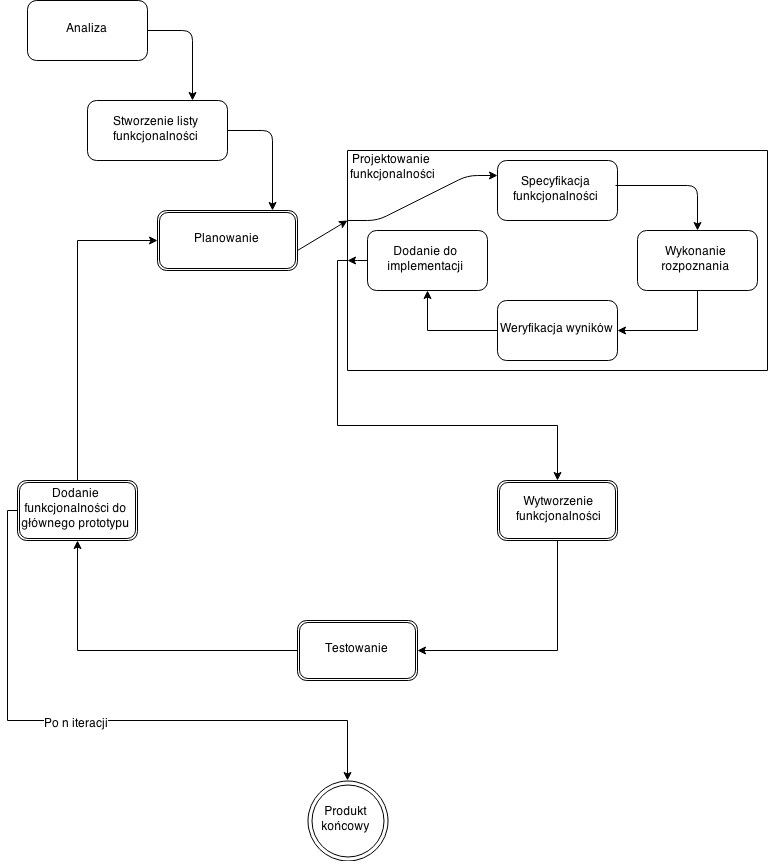 Analiza
Stworzenie listy
funkcjonalności
Projektowanie
funkcjonalności
Specyfikacja
funkcjonalności
Planowanie
Dodanie do
implementacji
Wykonanie
rozpoznania
Weryfikacja wyników
Dodanie
funkcjonalności do
głównego prototypu
Wytworzenie
funkcjonalności
Testowanie
Po n iteracji
Produkt
końcowy